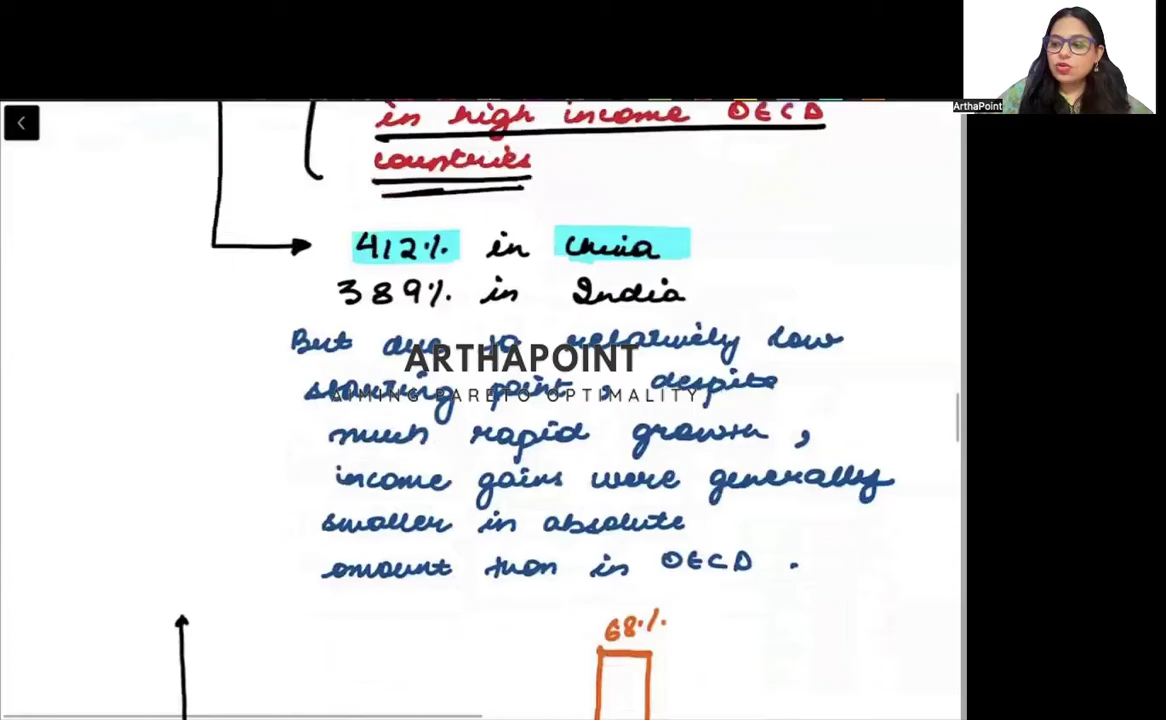 ArthaPoint
in high income OECD
countries
412% in China
389% in India
But due to relatively low
ARTHAPOINT
starting point, despite
AIMING PARETO OPTIMALITY
much rapid growth,
income gains were generally
smaller in absolute
amount than in OECD.
68%